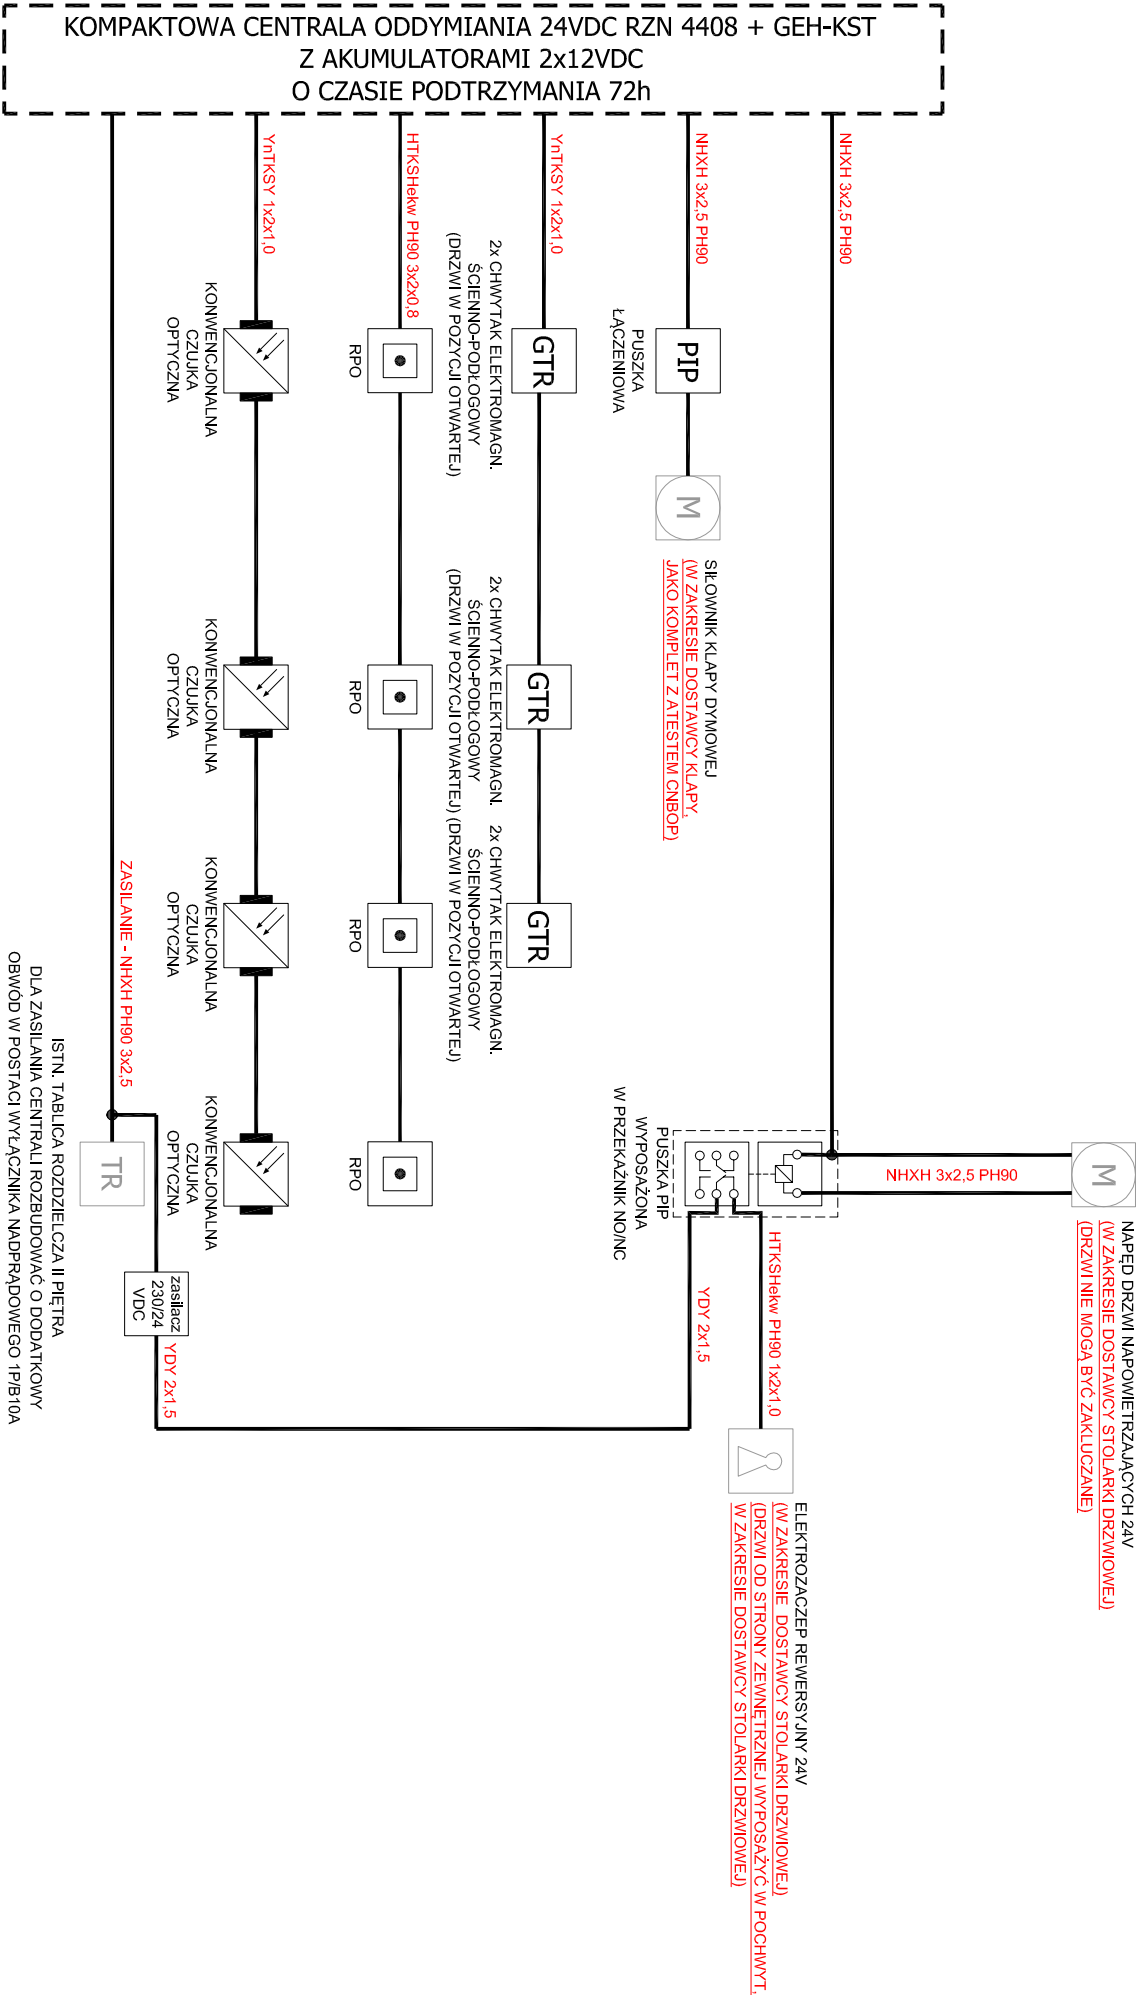 KOMPAKTOWA CENTRALA ODDYMIANIA 24VDC RZN 4408 + GEH-KST
Z AKUMULATORAMI 2x12VDC
O CZASIE PODTRZYMANIA 72h
NHXH 3x2,5 PH90
NHXH 3x2,5 PH90
M
NAPĘD DRZWI NAPOWIETRZAJĄCYCH 24V
(W ZAKRESIE DOSTAWCY STOLARKI DRZWIOWEJ)
(DRZWI NIE MOGĄ BYĆ ZAKLUCZANE)
PUSZKA PIP
WYPOSAŻONA
W PRZEKAŹNIK NO/NC
HTKSHekw PH90 1x2x1,0
YDY 2x1,5
ELEKTROZACZEP REWERSYJNY 24V
(W ZAKRESIE DOSTAWCY STOLARKI DRZWIOWEJ)
(DRZWI OD STRONY ZEWNĘTRZNEJ WYPOSAŻYĆ W POCHWYT,
W ZAKRESIE DOSTAWCY STOLARKI DRZWIOWEJ)
NHXH 3x2,5 PH90
PIP
PUSZKA
ŁĄCZENIOWA
M
SIŁOWNIK KLAPY DYMOWEJ
(W ZAKRESIE DOSTAWCY KLAPY,
JAKO KOMPLET Z ATESTEM CNBOP)
YnTKSY 1x2x1,0
GTR
2x CHWYTAK ELEKTROMAGN.
ŚCIENNO-PODŁOGOWY
(DRZWI W POZYCJI OTWARTEJ)
GTR
2x CHWYTAK ELEKTROMAGN.
ŚCIENNO-PODŁOGOWY
(DRZWI W POZYCJI OTWARTEJ)
GTR
2x CHWYTAK ELEKTROMAGN.
ŚCIENNO-PODŁOGOWY
(DRZWI W POZYCJI OTWARTEJ)
HTKSHekw PH90 3x2x0,8
RPO
RPO
RPO
RPO
YnTKSY 1x2x1,0
KONWENCJONALNA
CZUJKA
OPTYCZNA
KONWENCJONALNA
CZUJKA
OPTYCZNA
KONWENCJONALNA
CZUJKA
OPTYCZNA
KONWENCJONALNA
CZUJKA
OPTYCZNA
ZASILANIE - NHXH PH90 3x2,5
TR
zasilacz
230/24
VDC
YDY 2x1,5
ISTN. TABLICA ROZDZIELCZA II PIĘTRA
DLA ZASILANIA CENTRALI ROZBUDOWAĆ O DODATKOWY
OBWÓD W POSTACI WYŁĄCZNIKA NADPRĄDOWEGO 1P/B10A